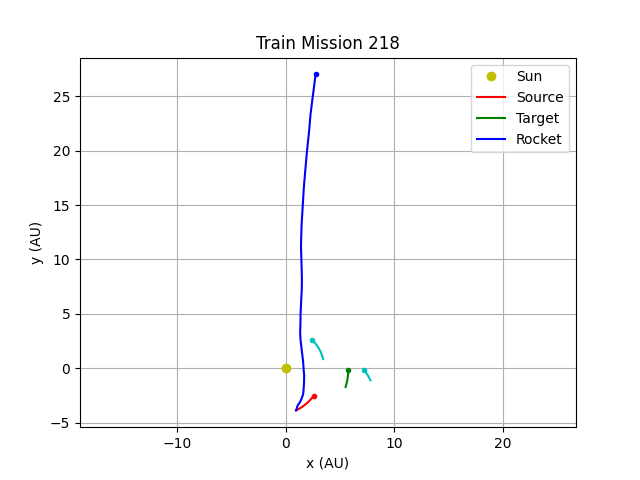 Train Mission 218
Sun
Source
Target
Rocket
25
20
15
10
5
0
−5
y (AU)
−10
0
10
20
x (AU)